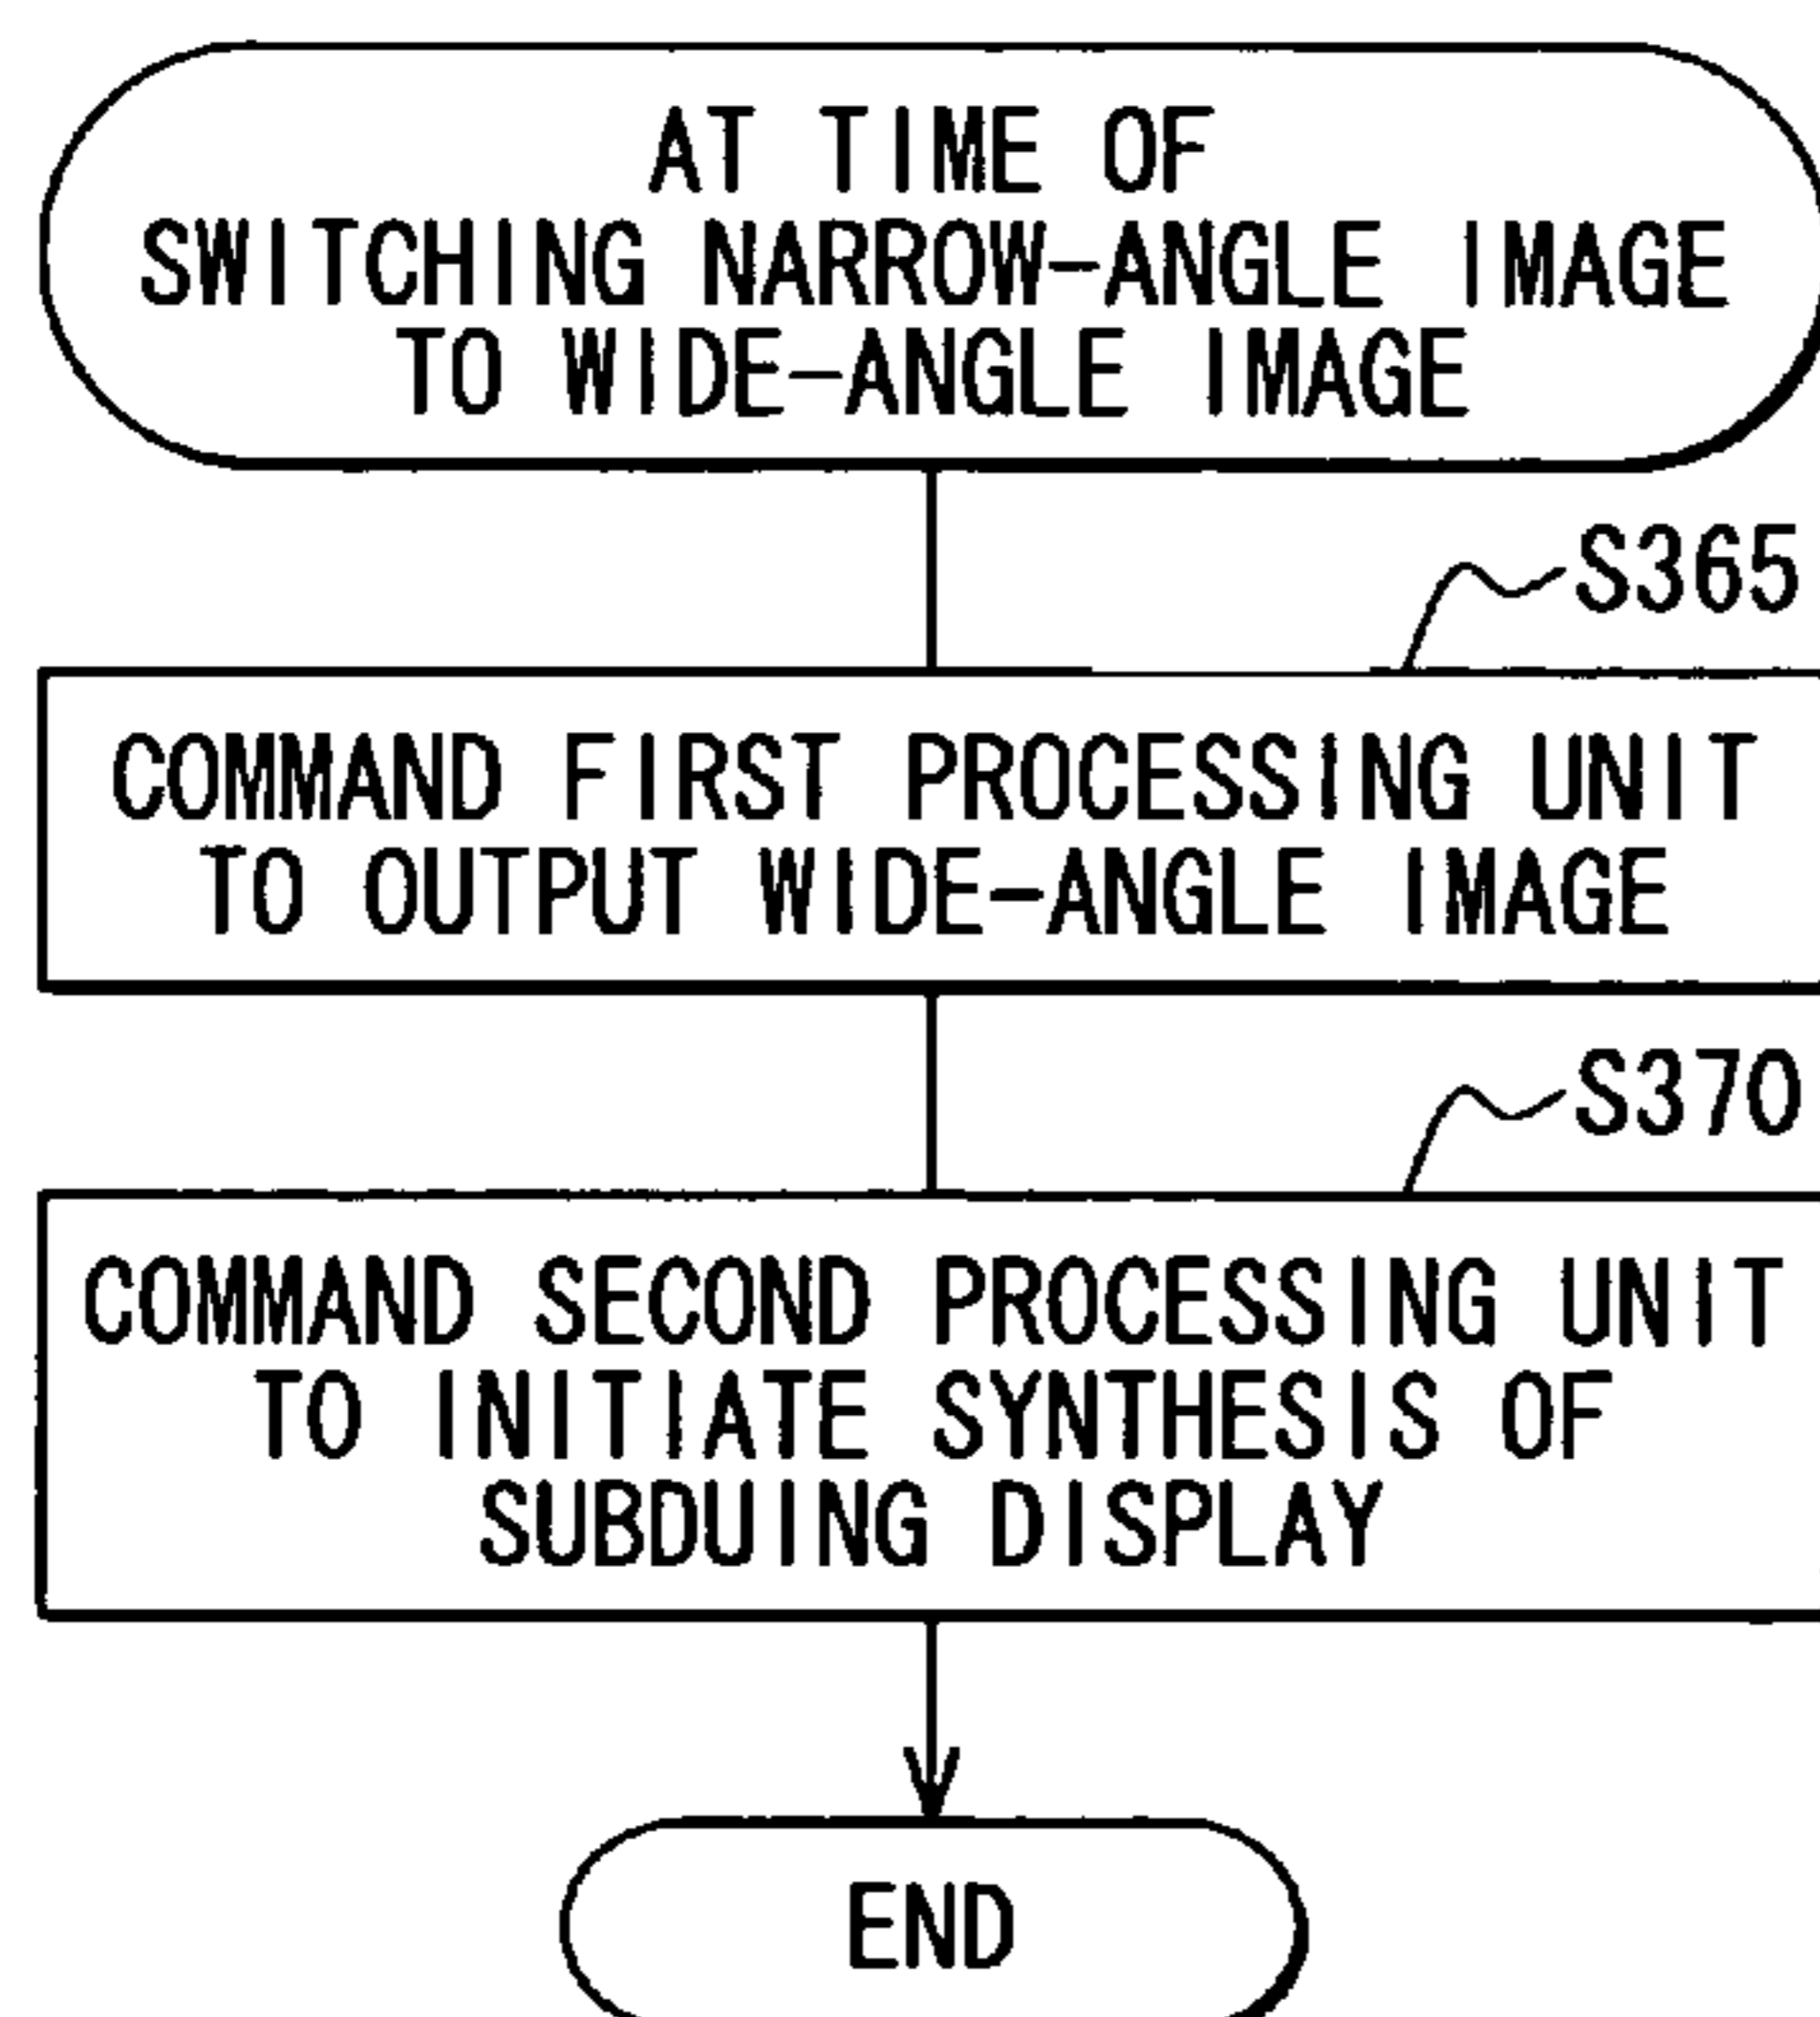 AT TIME OF
SWITCHING NARROW-ANGLE IMAGE
TO WIDE-ANGLE IMAGE
S365
COMMAND FIRST PROCESSING UNIT
TO OUTPUT WIDE-ANGLE IMAGE
S370
COMMAND SECOND PROCESSING UNIT
TO INITIATE SYNTHESIS OF
SUBDUING DISPLAY
END